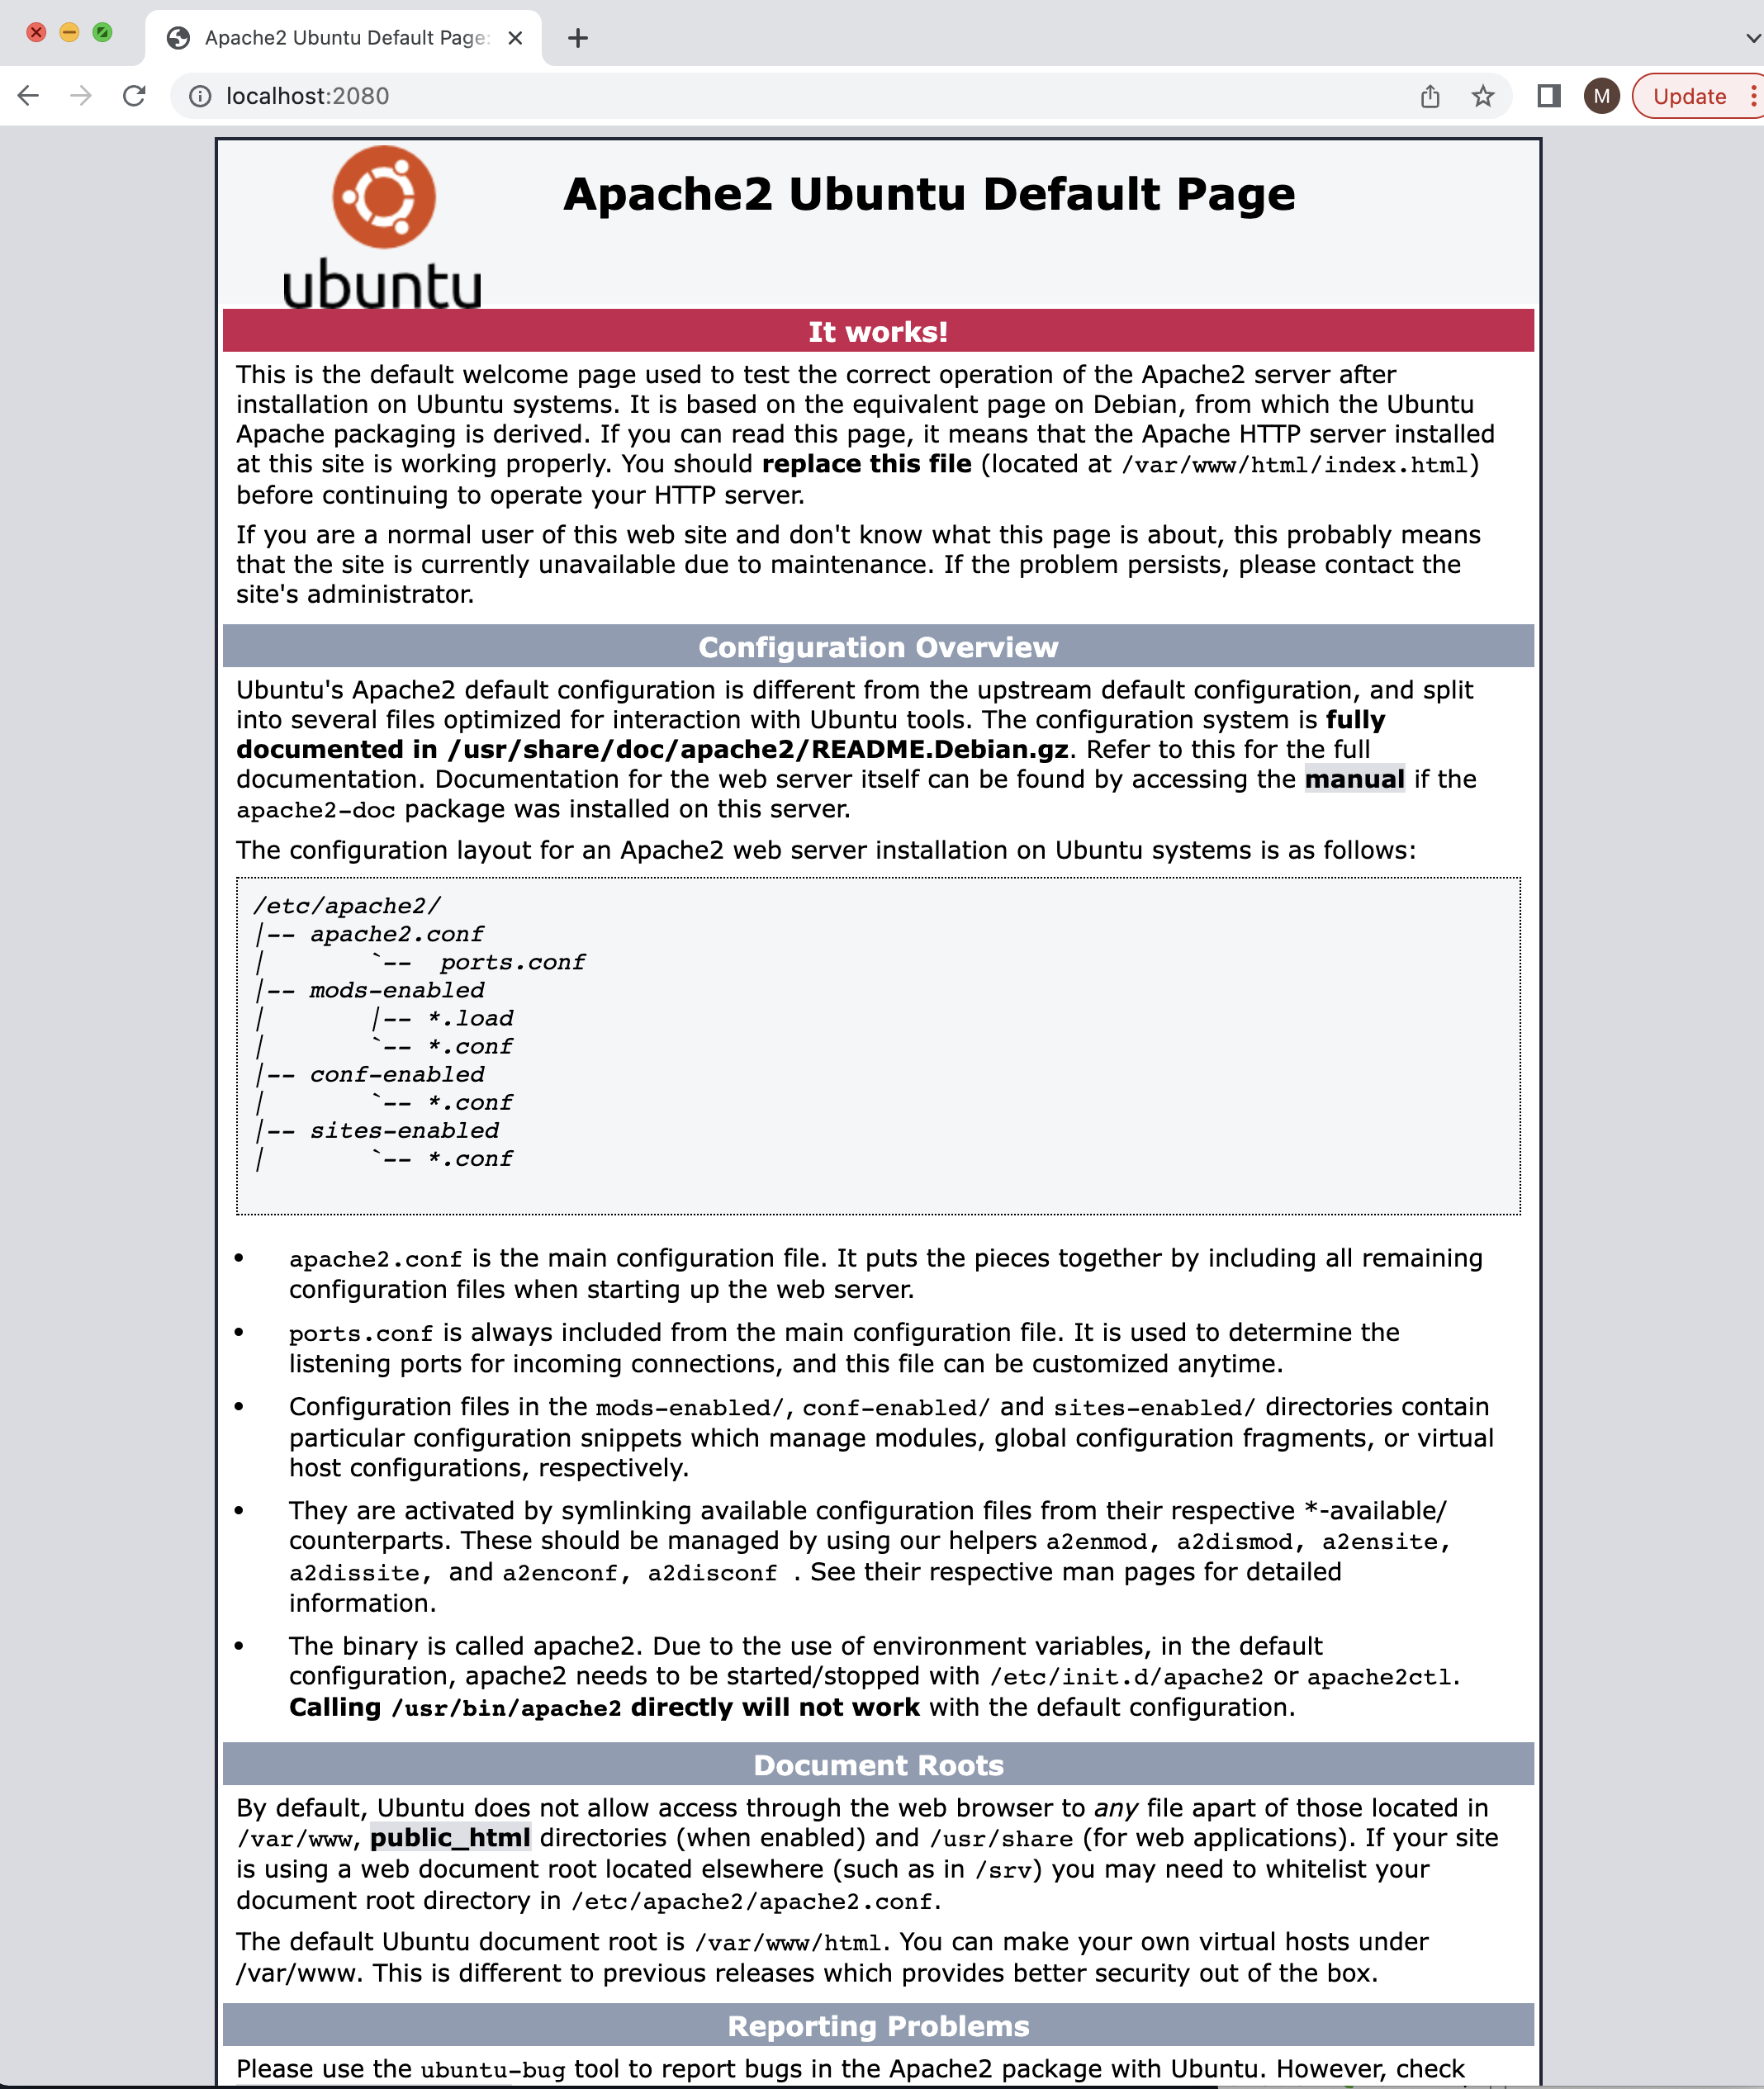 Apache2 Ubuntu Default Page:
localhost:2080
M
Update
ubuntu
Apache2 Ubuntu Default Page
It works!
This is the default welcome page used to test the correct operation of the Apache2 server after
installation on Ubuntu systems. It is based on the equivalent page on Debian, from which the Ubuntu
Apache packaging is derived. If you can read this page, it means that the Apache HTTP server installed
at this site is working properly. You should replace this file (located at /var/www/html/index.html)
before continuing to operate your HTTP server.
If you are a normal user of this web site and don't know what this page is about, this probably means
that the site is currently unavailable due to maintenance. If the problem persists, please contact the
site's administrator.
Configuration Overview
Ubuntu's Apache2 default configuration is different from the upstream default configuration, and split
into several files optimized for interaction with Ubuntu tools. The configuration system is fully
documented in /usr/share/doc/apache2/README.Debian.gz. Refer to this for the full
documentation. Documentation for the web server itself can be found by accessing the manual if the
apache2-doc package was installed on this server.
The configuration layout for an Apache2 web server installation on Ubuntu systems is as follows:
/etc/apache2/
|-- apache2.conf
|       `--  ports.conf
|-- mods-enabled
|       |-- *.load
|       `-- *.conf
|-- conf-enabled
|       `-- *.conf
|-- sites-enabled
|       `-- *.conf
• apache2.conf is the main configuration file. It puts the pieces together by including all remaining
configuration files when starting up the web server.
• ports.conf is always included from the main configuration file. It is used to determine the
listening ports for incoming connections, and this file can be customized anytime.
• Configuration files in the mods-enabled/, conf-enabled/ and sites-enabled/ directories contain
particular configuration snippets which manage modules, global configuration fragments, or virtual
host configurations, respectively.
• They are activated by symlinking available configuration files from their respective *-available/
counterparts. These should be managed by using our helpers a2enmod, a2dismod, a2ensite,
a2dissite, and a2enconf, a2disconf . See their respective man pages for detailed
information.
• The binary is called apache2. Due to the use of environment variables, in the default
configuration, apache2 needs to be started/stopped with /etc/init.d/apache2 or apache2ctl.
Calling /usr/bin/apache2 directly will not work with the default configuration.
Document Roots
By default, Ubuntu does not allow access through the web browser to any file apart of those located in
/var/www, public_html directories (when enabled) and /usr/share (for web applications). If your site
is using a web document root located elsewhere (such as in /srv) you may need to whitelist your
document root directory in /etc/apache2/apache2.conf.
The default Ubuntu document root is /var/www/html. You can make your own virtual hosts under
/var/www. This is different to previous releases which provides better security out of the box.
Reporting Problems
Please use the ubuntu-bug tool to report bugs in the Apache2 package with Ubuntu. However, check